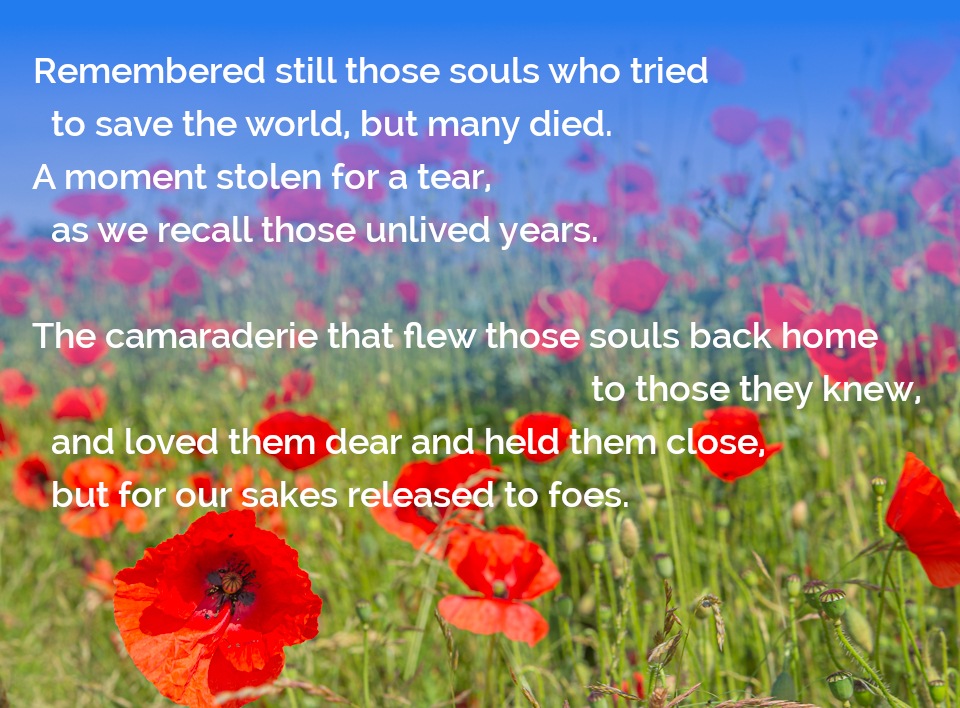 Remembered still those souls who tried
to save the world, but many died.
A moment stolen for a tear,
as we recall those unlived years.
The camaraderie that flew those souls back home
to those they knew,
and loved them dear and held them close,
but for our sakes released to foes.